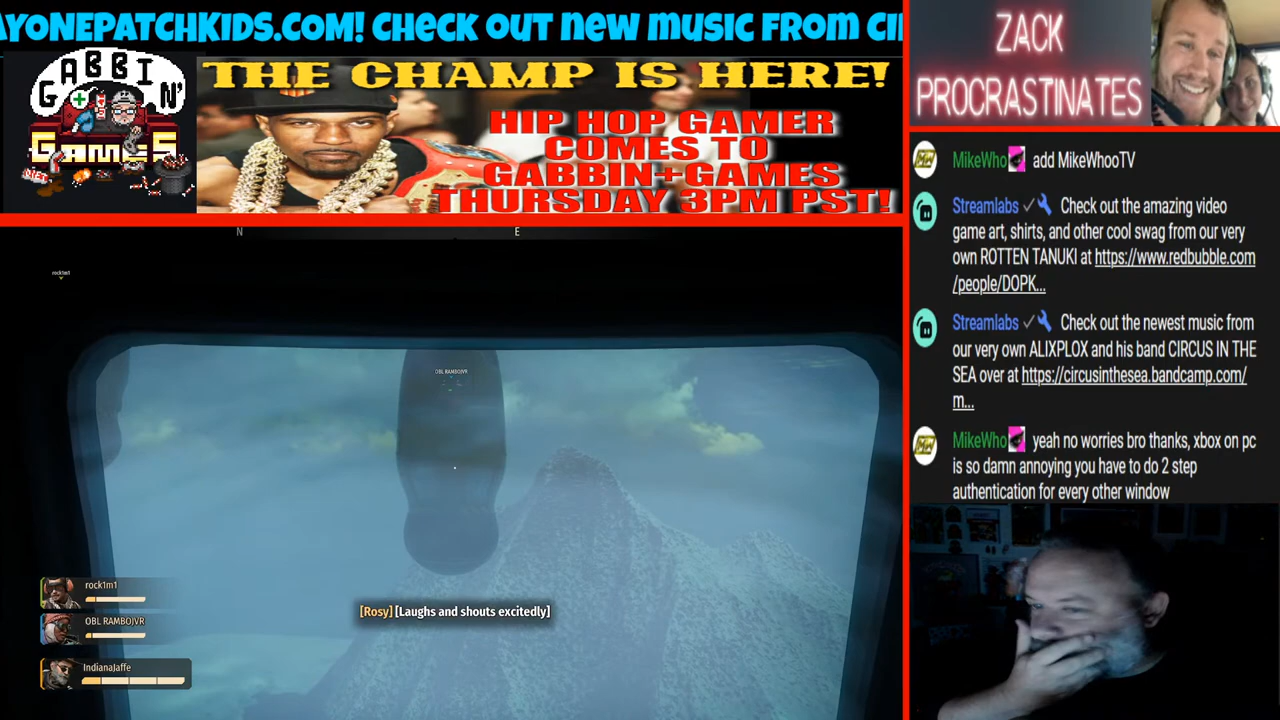 AYONEPATCHKIDS.COM! CHECK OUT NEW MUSIC FROM CI
GABBIN'
GAMES
THE CHAMP IS HERE!
HIP HOP GAMER
COMES TO
GABBIN+GAMES
THURSDAY 3PM PST!
ZACK
PROCRASTINATES
MikeWho add MikeWhooTV
Streamlabs Check out the amazing video
game art, shirts, and other cool swag from our very
own ROTTEN TANUKI at https://www.redbubble.com
/people/DOPK...
Streamlabs Check out the newest music from
our very own ALIXPLOX and his band CIRCUS IN THE
SEA over at https://circusinthesea.bandcamp.com/
m...
MikeWho yeah no worries bro thanks, xbox on pc
is so damn annoying you have to do 2 step
authentication for every other window
N
E
rock1m1
OBL RAMBOJVR
rock1m1
OBL RAMBOJVR
IndianaJaffe
[Rosy] [Laughs and shouts excitedly]